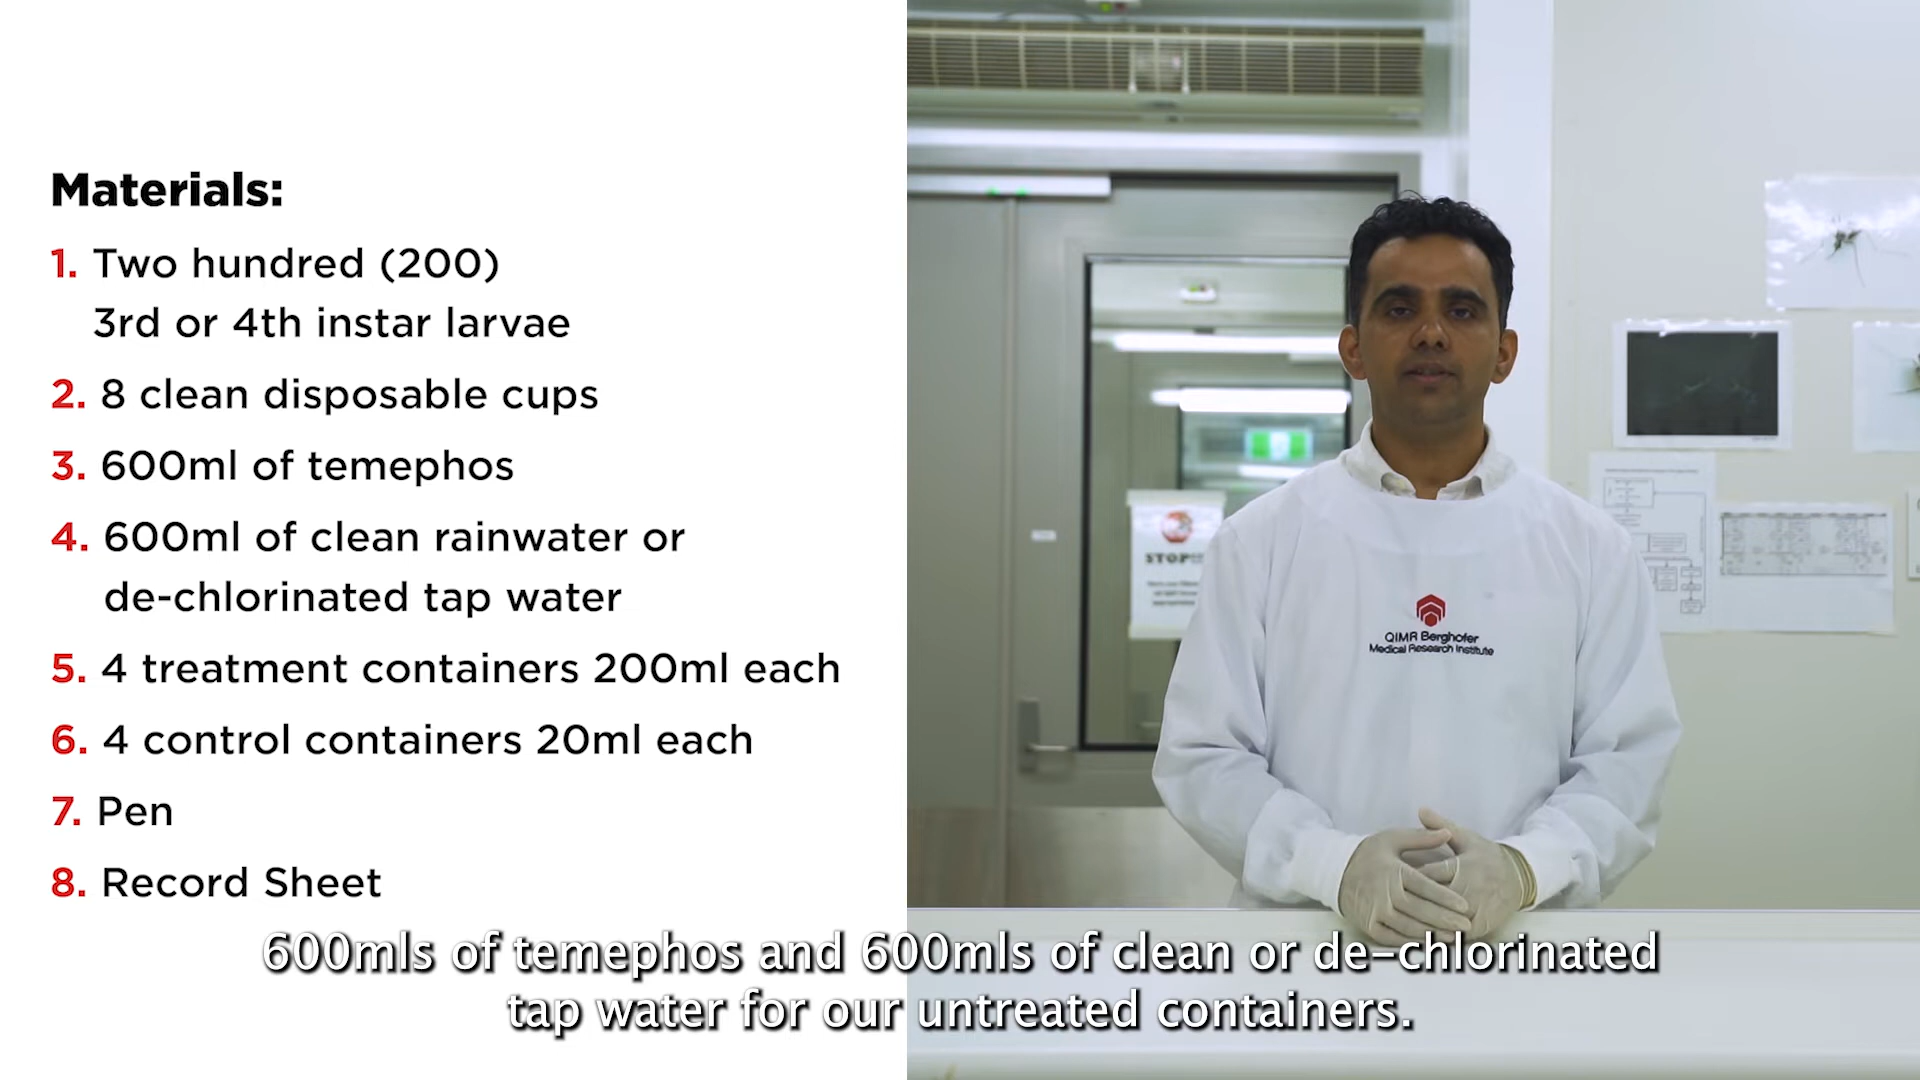 Materials:
1. Two hundred (200)
3rd or 4th instar larvae
2. 8 clean disposable cups
3. 600ml of temephos
4. 600ml of clean rainwater or
de-chlorinated tap water
5. 4 treatment containers 200ml each
6. 4 control containers 20ml each
7. Pen
8. Record Sheet
STOP
QIMR Berghofer
Medical Research Institute
600mls of temephos and 600mls of clean or de-chlorinated
tap water for our untreated containers.